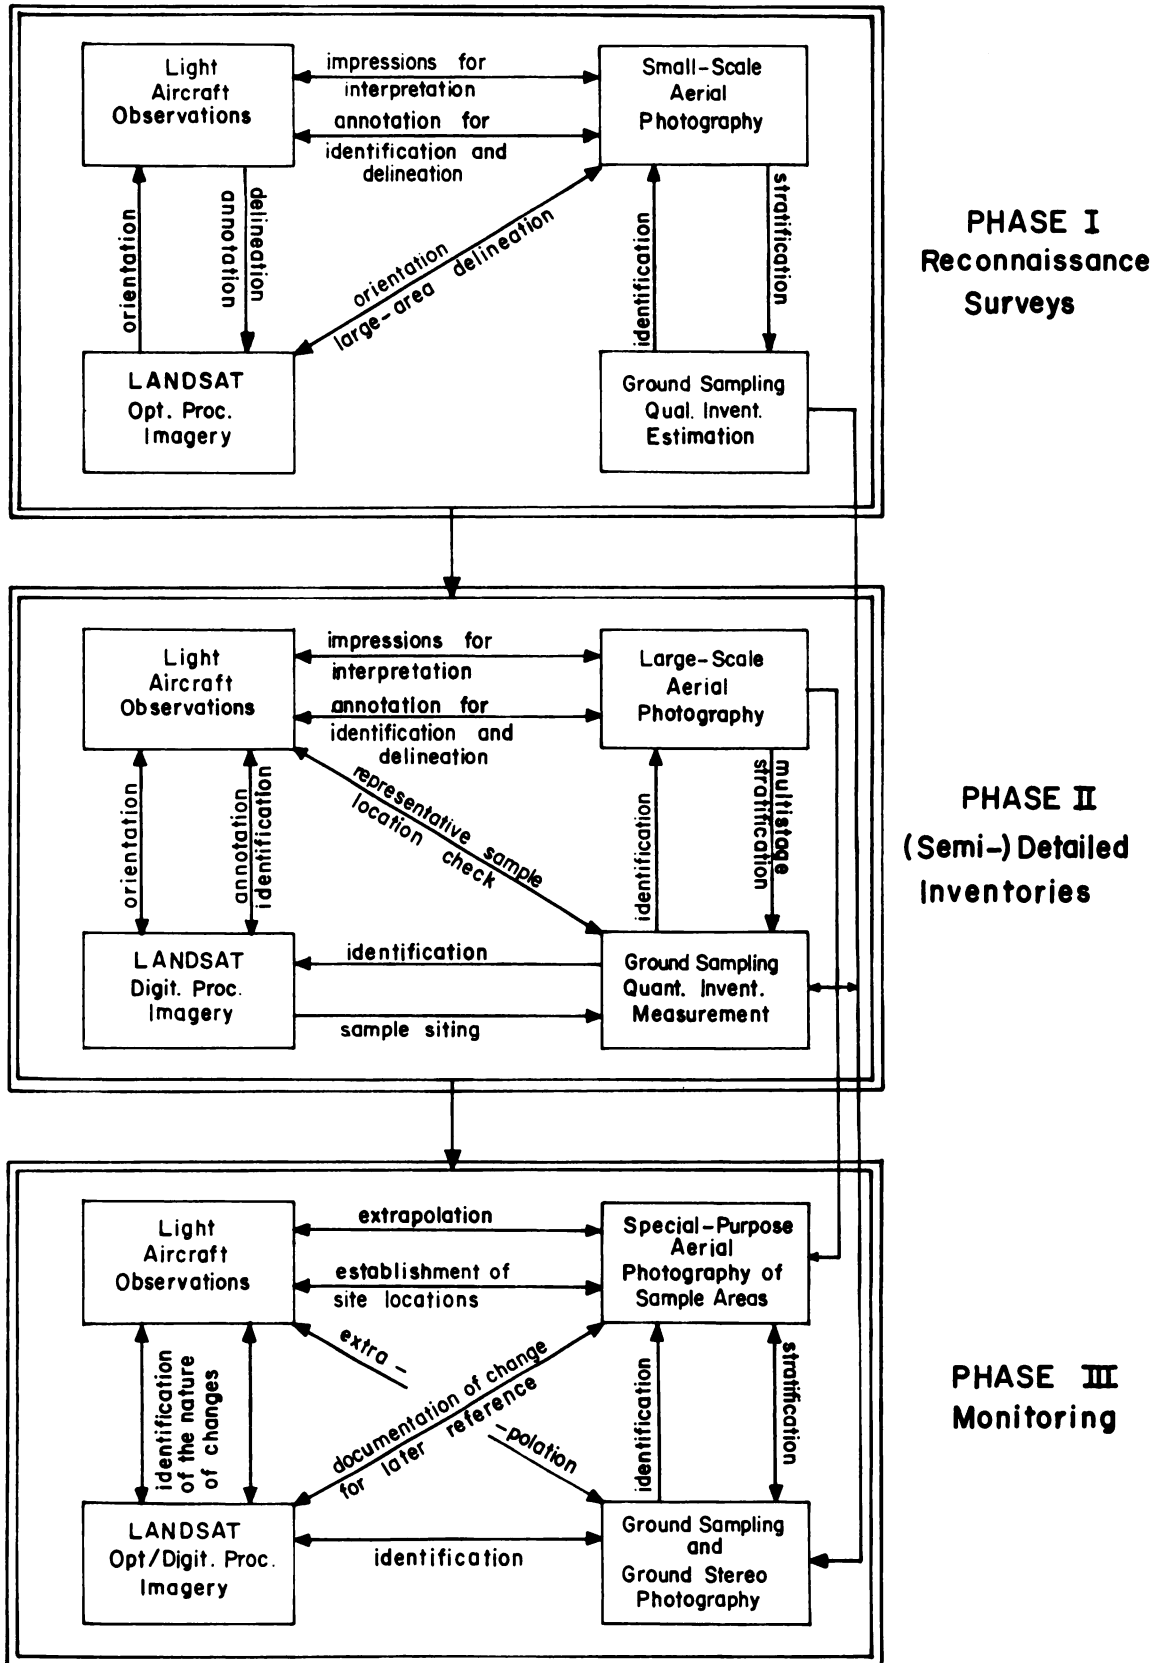 Light
Aircraft
Observations
impressions for
interpretation
annotation for
identification and
delineation
Small-Scale
Aerial
Photography
orientation
delineation
annotation
orientation
large-area delineation
identification
stratification
LANDSAT
Opt. Proc.
Imagery
Ground Sampling
Qual. Invent.
Estimation
PHASE I
Reconnaissance
Surveys
Light
Aircraft
Observations
impressions for
interpretation
annotation for
identification and
delineation
Large-Scale
Aerial
Photography
orientation
annotation
identification
representative sample
location check
identification
multistage
stratification
LANDSAT
Digit. Proc.
Imagery
identification
sample siting
Ground Sampling
Quant. Invent.
Measurement
PHASE II
(Semi-) Detailed
Inventories
Light
Aircraft
Observations
extrapolation
establishment of
site locations
Special-Purpose
Aerial
Photography of
Sample Areas
identification
of the nature
of changes
extra-
-polation
documentation of change
for later reference
identification
stratification
LANDSAT
Opt/Digit. Proc.
Imagery
identification
Ground Sampling
and
Ground Stereo
Photography
PHASE III
Monitoring